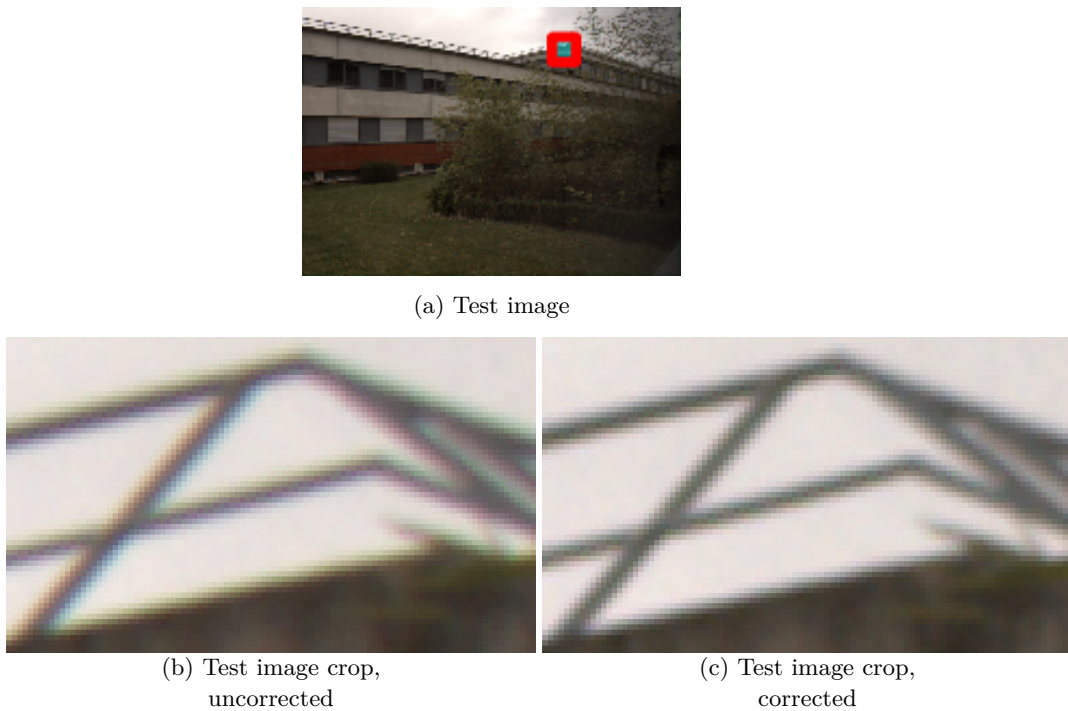 (a) Test image
(b) Test image crop,
uncorrected
(c) Test image crop,
corrected